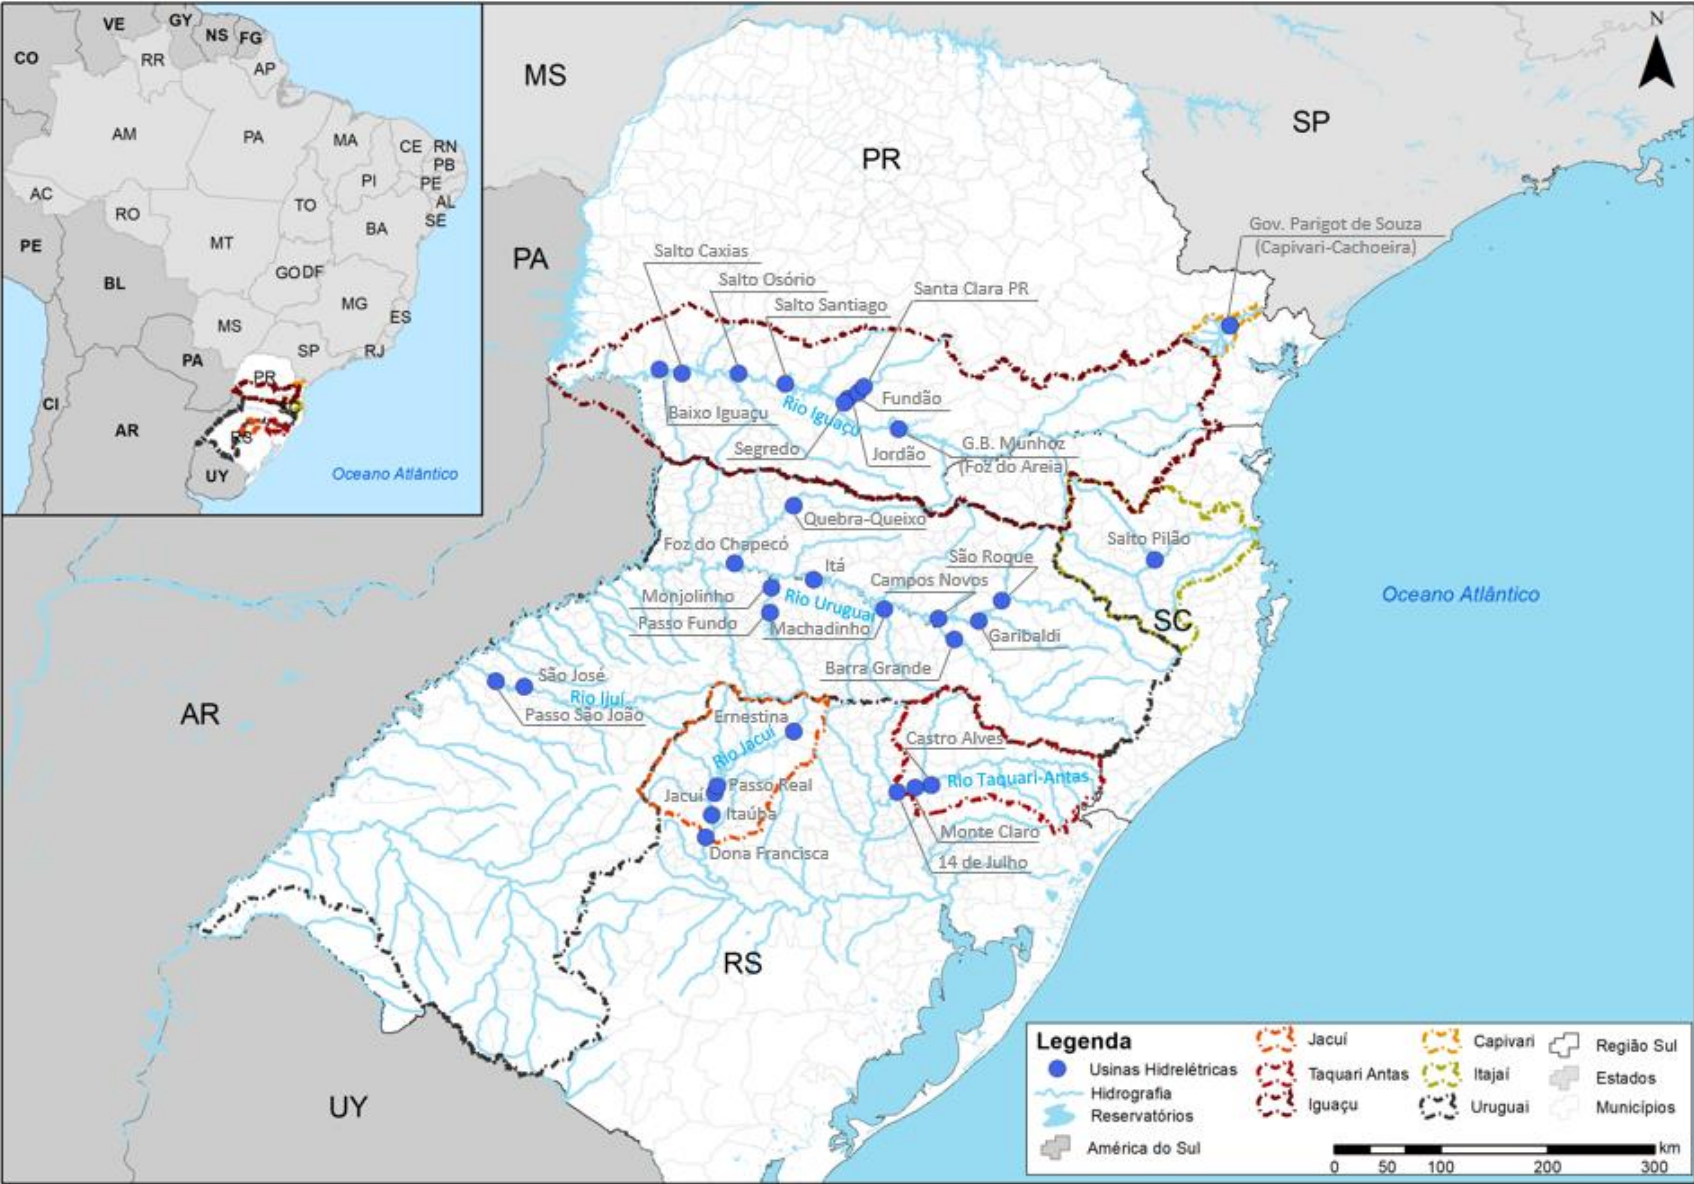 VE
GY
NS
FG
CO
RR
AP
AM
PA
MA
CE
RN
PB
PI
PE
AL
SE
AC
RO
TO
BA
PE
MT
BL
GO
DF
MG
ES
MS
SP
RJ
PA
PR
CI
AR
RS
UY
Oceano Atlântico
N
MS
SP
PR
PA
Gov. Parigot de Souza
(Capivari-Cachoeira)
Salto Caxias
Salto Osório
Salto Santiago
Santa Clara PR
Baixo Iguaçu
Rio Iguaçu
Fundão
Segredo
Jordão
G.B. Munhoz
(Foz do Areia)
Quebra-Queixo
Foz do Chapecó
Itá
São Roque
Salto Pilão
Campos Novos
Monjolinho
Rio Uruguai
Passo Fundo
Machadinho
Garibaldi
SC
Barra Grande
Oceano Atlântico
São José
Rio Ijuí
Passo São João
AR
Ernestina
Rio Jacuí
Castro Alves
Rio Taquari-Antas
Jacuí
Passo Real
Itaúba
Dona Francisca
Monte Claro
14 de Julho
RS
UY
Legenda
Usinas Hidrelétricas
Hidrografia
Reservatórios
América do Sul
Jacuí
Taquari Antas
Iguaçu
Capivari
Itajaí
Uruguai
Região Sul
Estados
Municípios
km
0 50 100 200 300